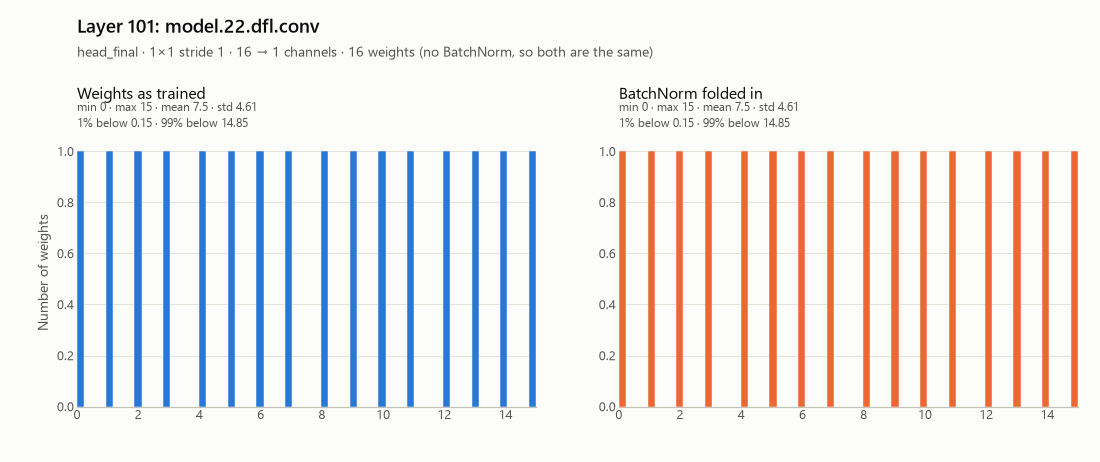 Layer 101: model.22.dfl.conv
head_final · 1×1 stride 1 · 16 → 1 channels · 16 weights (no BatchNorm, so both are the same)
Weights as trained
min 0 · max 15 · mean 7.5 · std 4.61
1% below 0.15 · 99% below 14.85
BatchNorm folded in
min 0 · max 15 · mean 7.5 · std 4.61
1% below 0.15 · 99% below 14.85
Number of weights
1.0
0.8
0.6
0.4
0.2
0.0
0 2 4 6 8 10 12 14
1.0
0.8
0.6
0.4
0.2
0.0
0 2 4 6 8 10 12 14